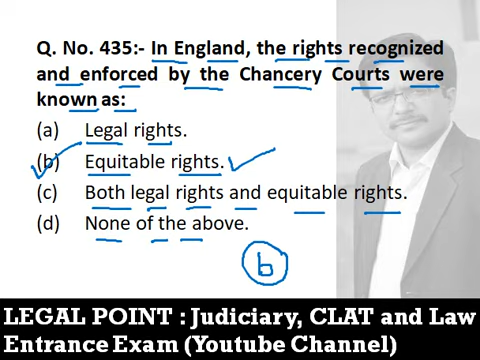 Q. No. 435:- In England, the rights recognized
and enforced by the Chancery Courts were
known as:
(a) Legal rights.
(b) Equitable rights.
(c) Both legal rights and equitable rights.
(d) None of the above.
b
LEGAL POINT : Judiciary, CLAT and Law
Entrance Exam (Youtube Channel)